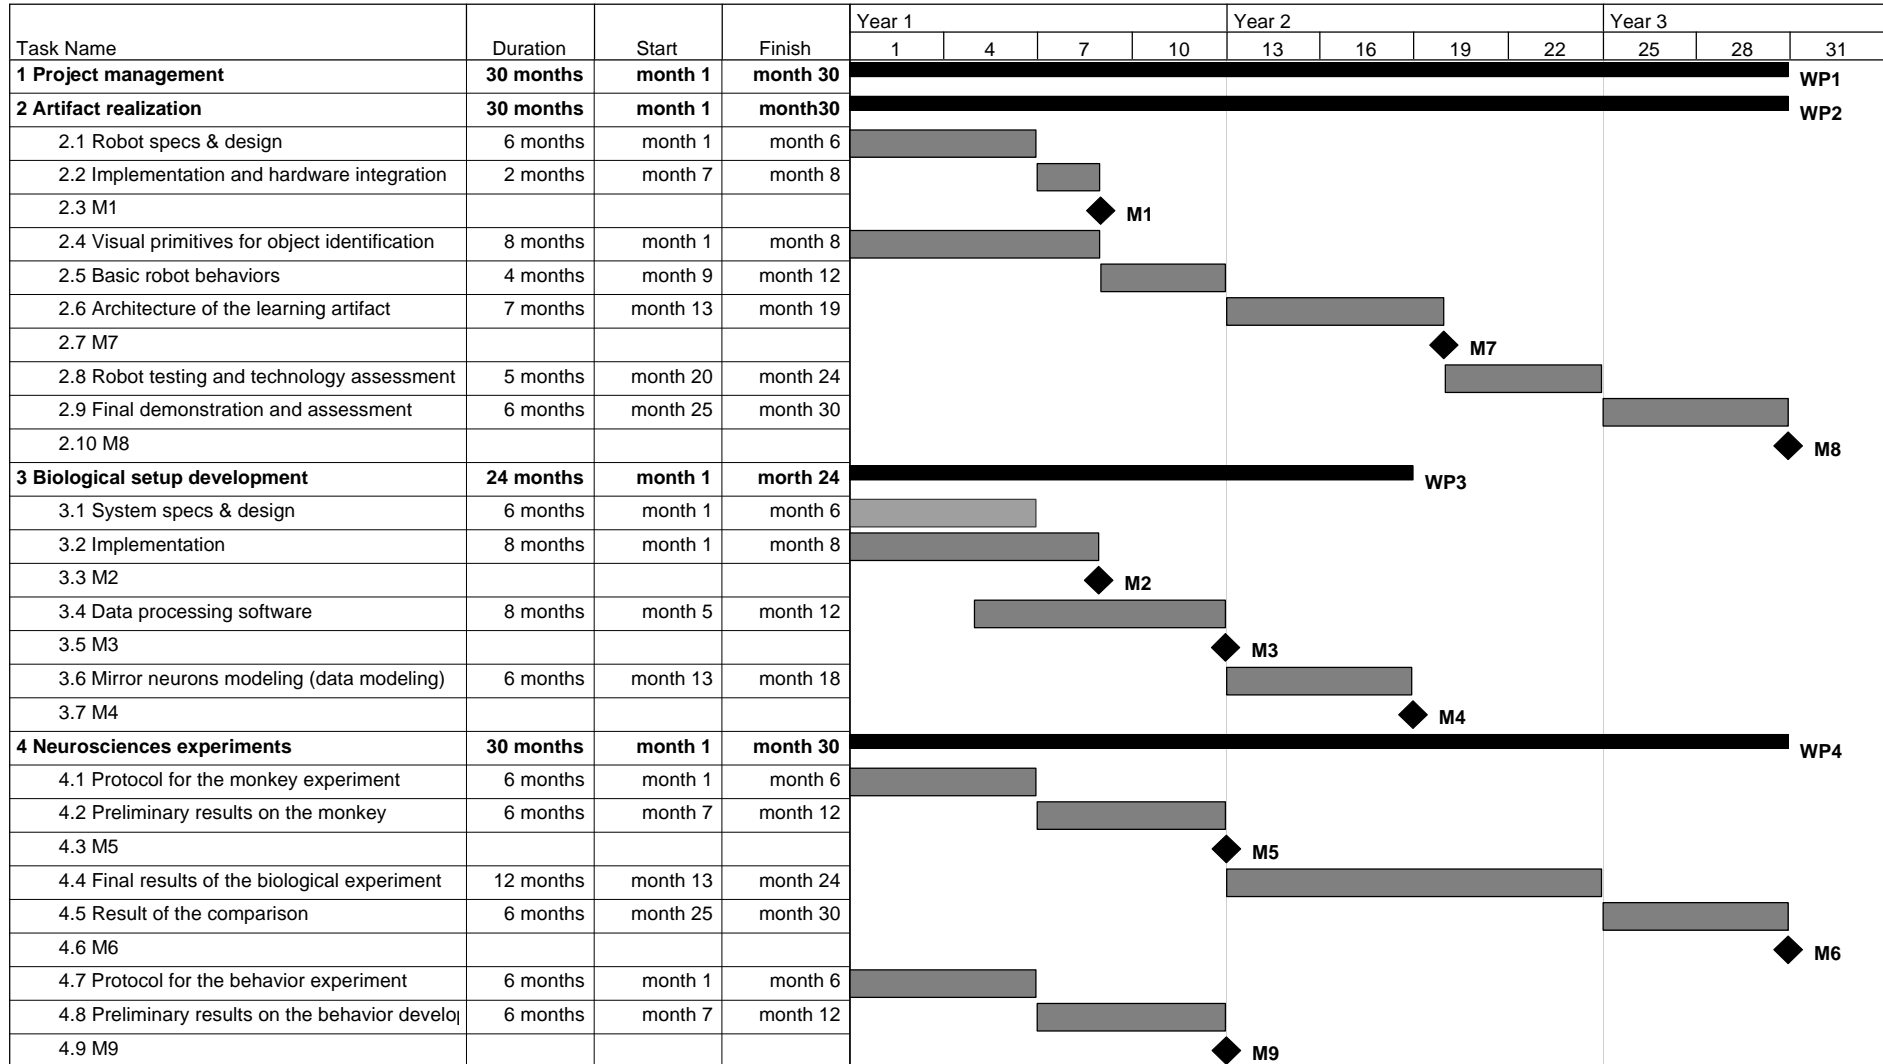 Year 1 Year 2 Year 3
Task Name Duration Start Finish 1 4 7 10 13 16 19 22 25 28 31
1 Project management 30 months month 1 month 30 WP1
2 Artifact realization 30 months month 1 month30 WP2
2.1 Robot specs & design 6 months month 1 month 6
2.2 Implementation and hardware integration 2 months month 7 month 8
2.3 M1 M1
2.4 Visual primitives for object identification 8 months month 1 month 8
2.5 Basic robot behaviors 4 months month 9 month 12
2.6 Architecture of the learning artifact 7 months month 13 month 19
2.7 M7 M7
2.8 Robot testing and technology assessment 5 months month 20 month 24
2.9 Final demonstration and assessment 6 months month 25 month 30
2.10 M8 M8
3 Biological setup development 24 months month 1 morth 24 WP3
3.1 System specs & design 6 months month 1 month 6
3.2 Implementation 8 months month 1 month 8
3.3 M2 M2
3.4 Data processing software 8 months month 5 month 12
3.5 M3 M3
3.6 Mirror neurons modeling (data modeling) 6 months month 13 month 18
3.7 M4 M4
4 Neurosciences experiments 30 months month 1 month 30 WP4
4.1 Protocol for the monkey experiment 6 months month 1 month 6
4.2 Preliminary results on the monkey 6 months month 7 month 12
4.3 M5 M5
4.4 Final results of the biological experiment 12 months month 13 month 24
4.5 Result of the comparison 6 months month 25 month 30
4.6 M6 M6
4.7 Protocol for the behavior experiment 6 months month 1 month 6
4.8 Preliminary results on the behavior develo 6 months month 7 month 12
4.9 M9 M9